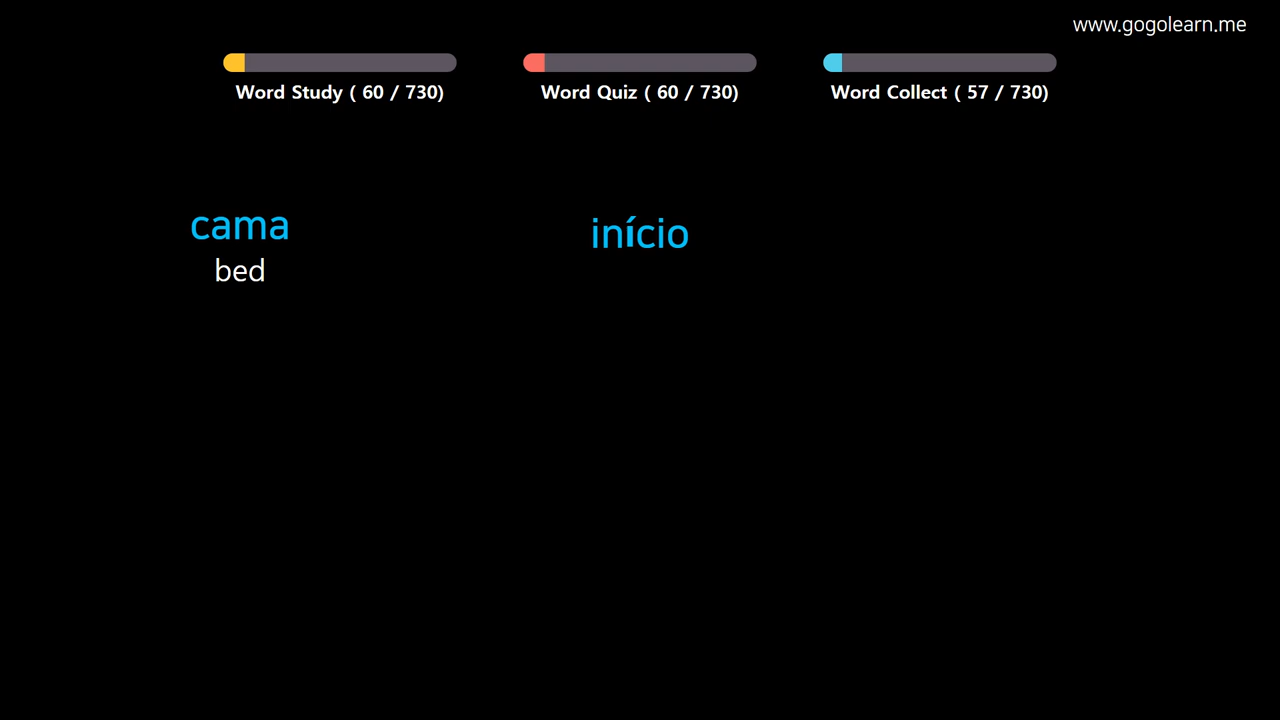 www.gogolearn.me
Word Study ( 60 / 730)
Word Quiz ( 60 / 730)
Word Collect ( 57 / 730)
cama
bed
início